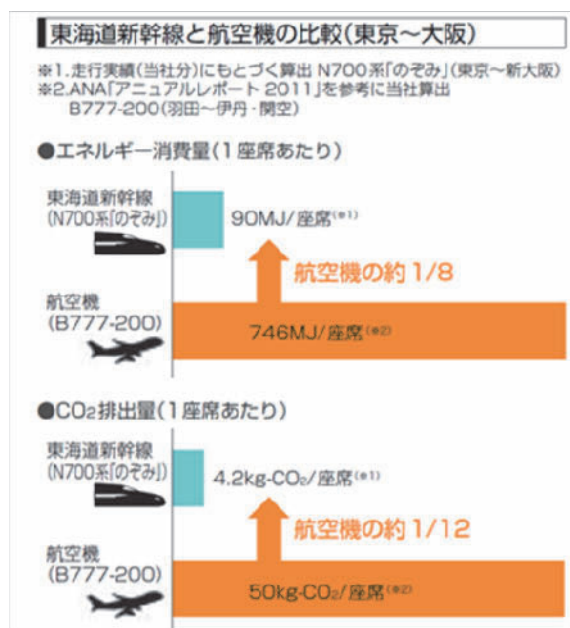 東海道新幹線と航空機の比較(東京〜大阪)
※1.走行実績(当社分)にもとづく算出 N700系「のぞみ」(東京〜新大阪)
※2.ANA「アニュアルレポート 2011」を参考に当社算出
B777-200(羽田〜伊丹・関空)
●エネルギー消費量(1座席あたり)
東海道新幹線
(N700系「のぞみ」)
90MJ/座席(※1)
航空機の約1/8
航空機
(B777-200)
746MJ/座席(※2)
●CO2排出量(1座席あたり)
東海道新幹線
(N700系「のぞみ」)
4.2kg-CO2/座席(※1)
航空機の約1/12
航空機
(B777-200)
50kg-CO2/座席(※2)